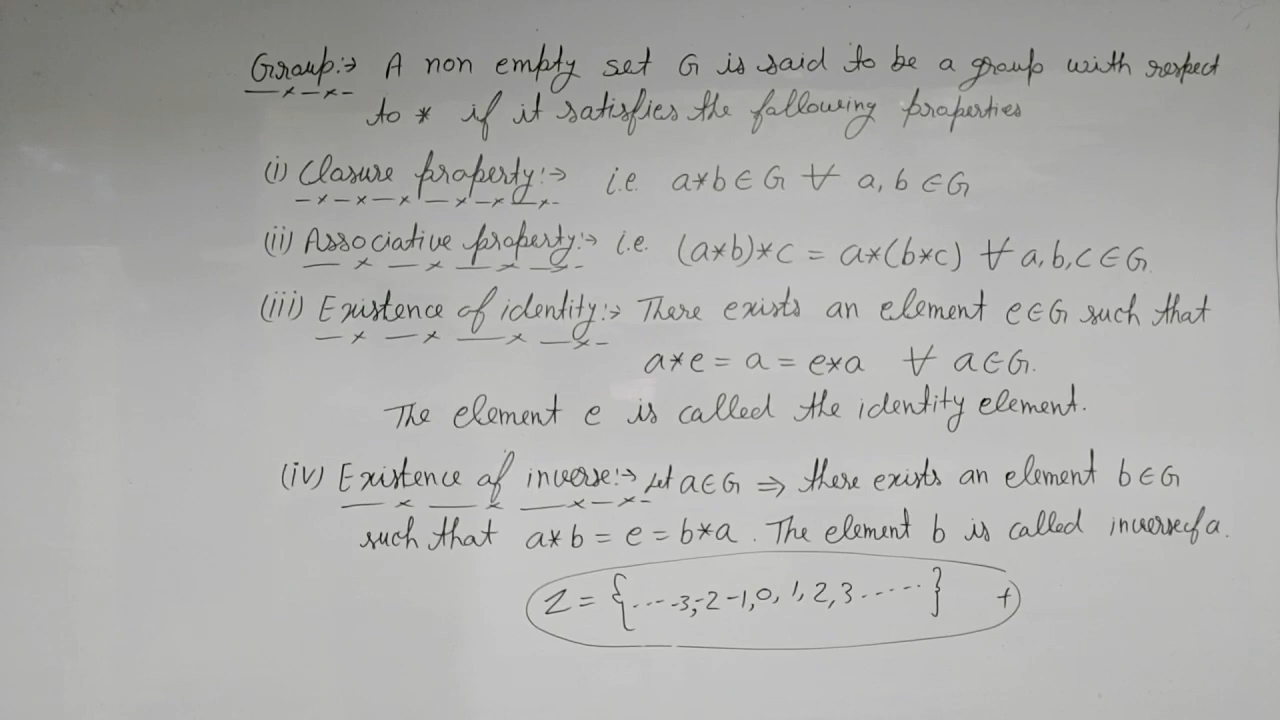 Group:→ A non empty set G is said to be a group with respect
to * if it satisfies the following properties
(i) Closure property:→ i.e. a*b∈G ∀ a, b ∈G
(ii) Associative property:→ i.e. (a*b)*c = a*(b*c) ∀ a,b,c∈G
(iii) Existence of identity:→ There exists an element e∈G such that
a*e = a = e*a ∀ a∈G.
The element e is called the identity element.
(iv) Existence of inverse:→ Let a∈G ⇒ there exists an element b∈G
such that a*b = e = b*a. The element b is called inverse of a.
Z = {....-3,-2 -1,0, 1, 2, 3......} +